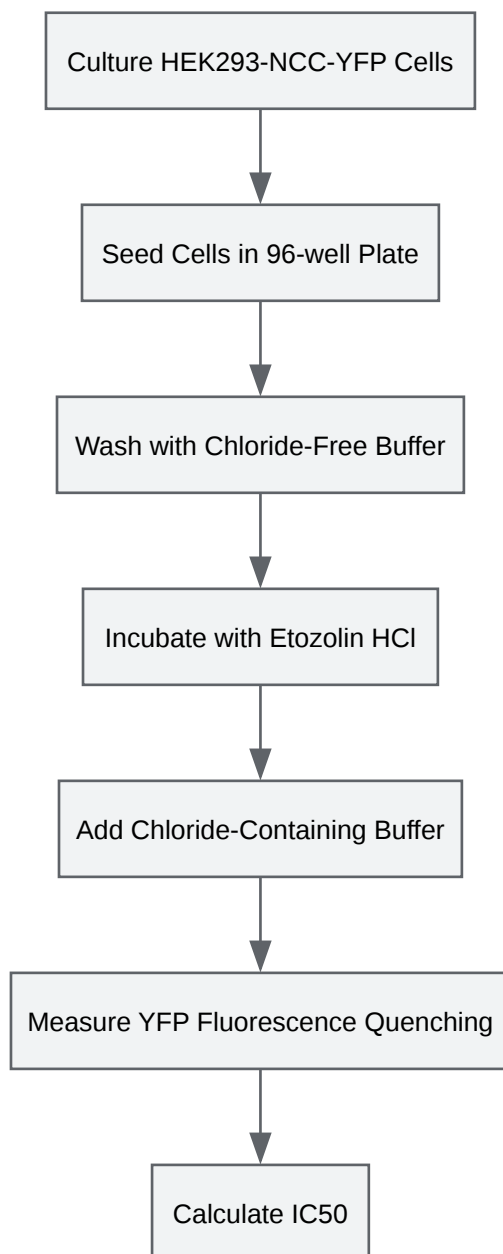 Culture HEK293-NCC-YFP Cells
Seed Cells in 96-well Plate
Wash with Chloride-Free Buffer
Incubate with Etozolin HCl
Add Chloride-Containing Buffer
Measure YFP Fluorescence Quenching
Calculate IC50